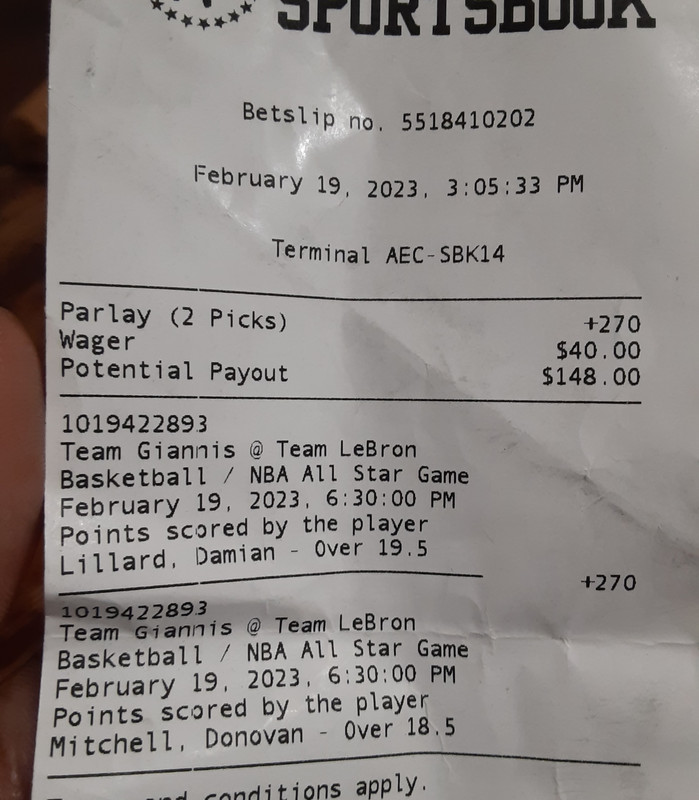 SPORTSBOOK
Betslip no. 5518410202
February 19, 2023, 3:05:33 PM
Terminal AEC-SBK14
Parlay (2 Picks) +270
Wager $40.00
Potential Payout $148.00
1019422893
Team Giannis @ Team LeBron
Basketball / NBA All Star Game
February 19, 2023, 6:30:00 PM
Points scored by the player
Lillard, Damian - Over 19.5
+270
1019422893
Team Giannis @ Team LeBron
Basketball / NBA All Star Game
February 19, 2023, 6:30:00 PM
Points scored by the player
Mitchell, Donovan - Over 18.5
and conditions apply.